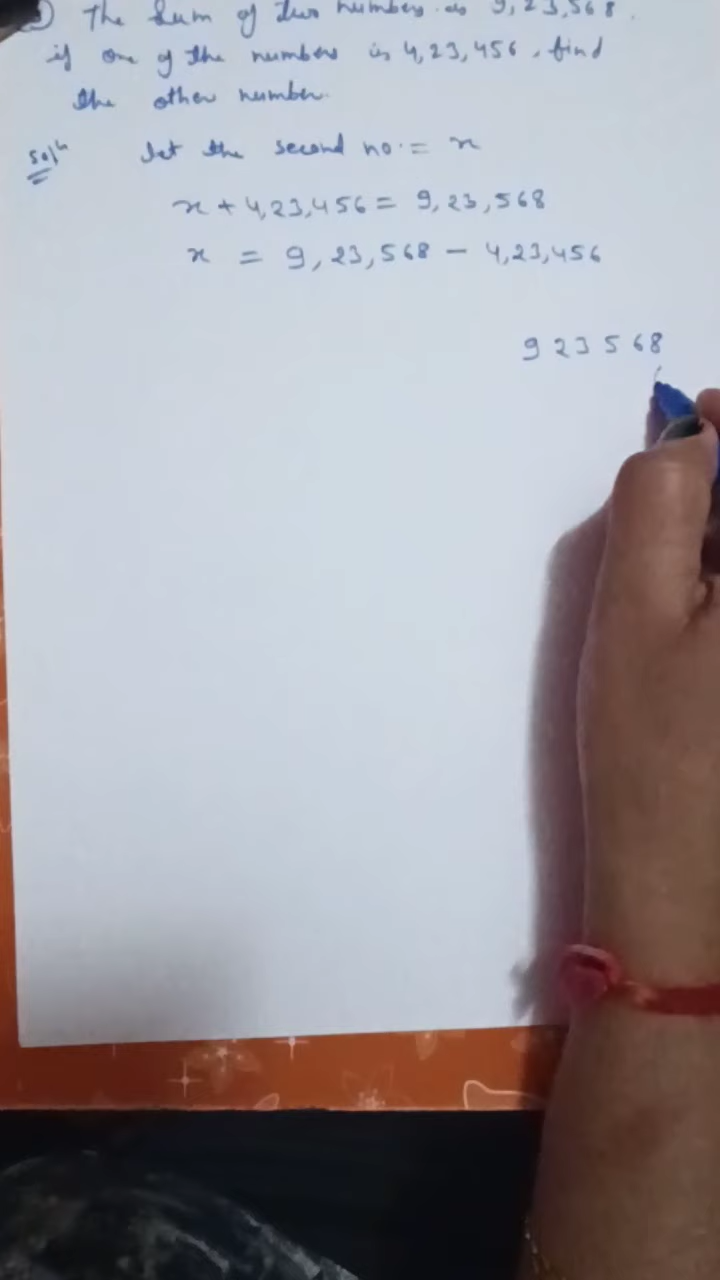 The sum of two numbers is 9,23,568.
if one of the numbers is 4,23,456, find
the other number.
Solⁿ let the second no. = x
x + 4,23,456 = 9,23,568
x = 9,23,568 - 4,23,456
923568